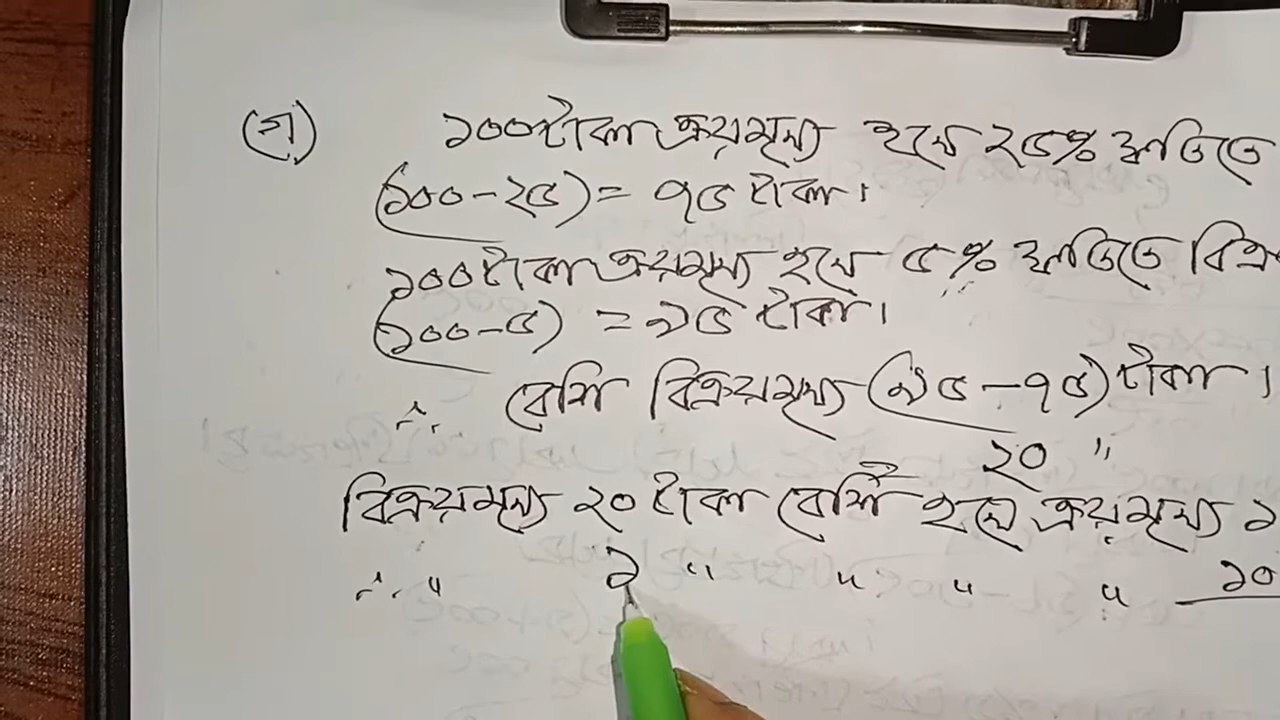 (গ) ১০০ টাকা ক্রয়মূল্য হলে ২৫% ক্ষতিতে
(১০০-২৫) = ৭৫ টাকা।
১০০ টাকা ক্রয়মূল্য হলে ৫% ক্ষতিতে বিক্র
(১০০-৫) = ৯৫ টাকা।
∴ বেশি বিক্রয়মূল্য (৯৫-৭৫) টাকা।
= ২০ "
বিক্রয়মূল্য ২০ টাকা বেশি হলে ক্রয়মূল্য ১
∴ " ১ " " " " ১০